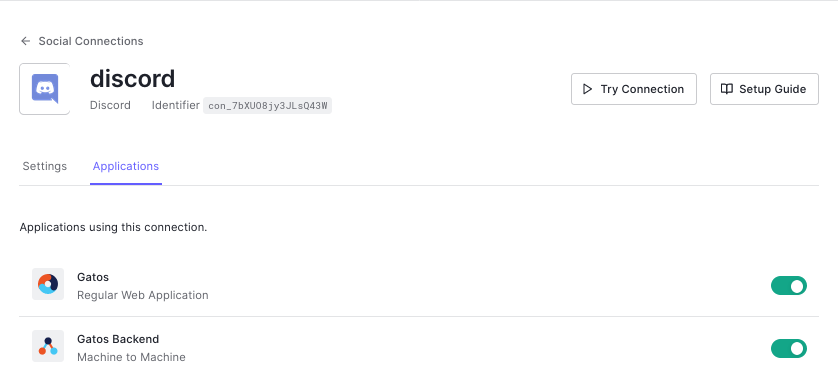 Social Connections
discord
Discord Identifier con_7bXUO8jy3JLsQ43W
Try Connection
Setup Guide
Settings Applications
Applications using this connection.
Gatos
Regular Web Application
Gatos Backend
Machine to Machine